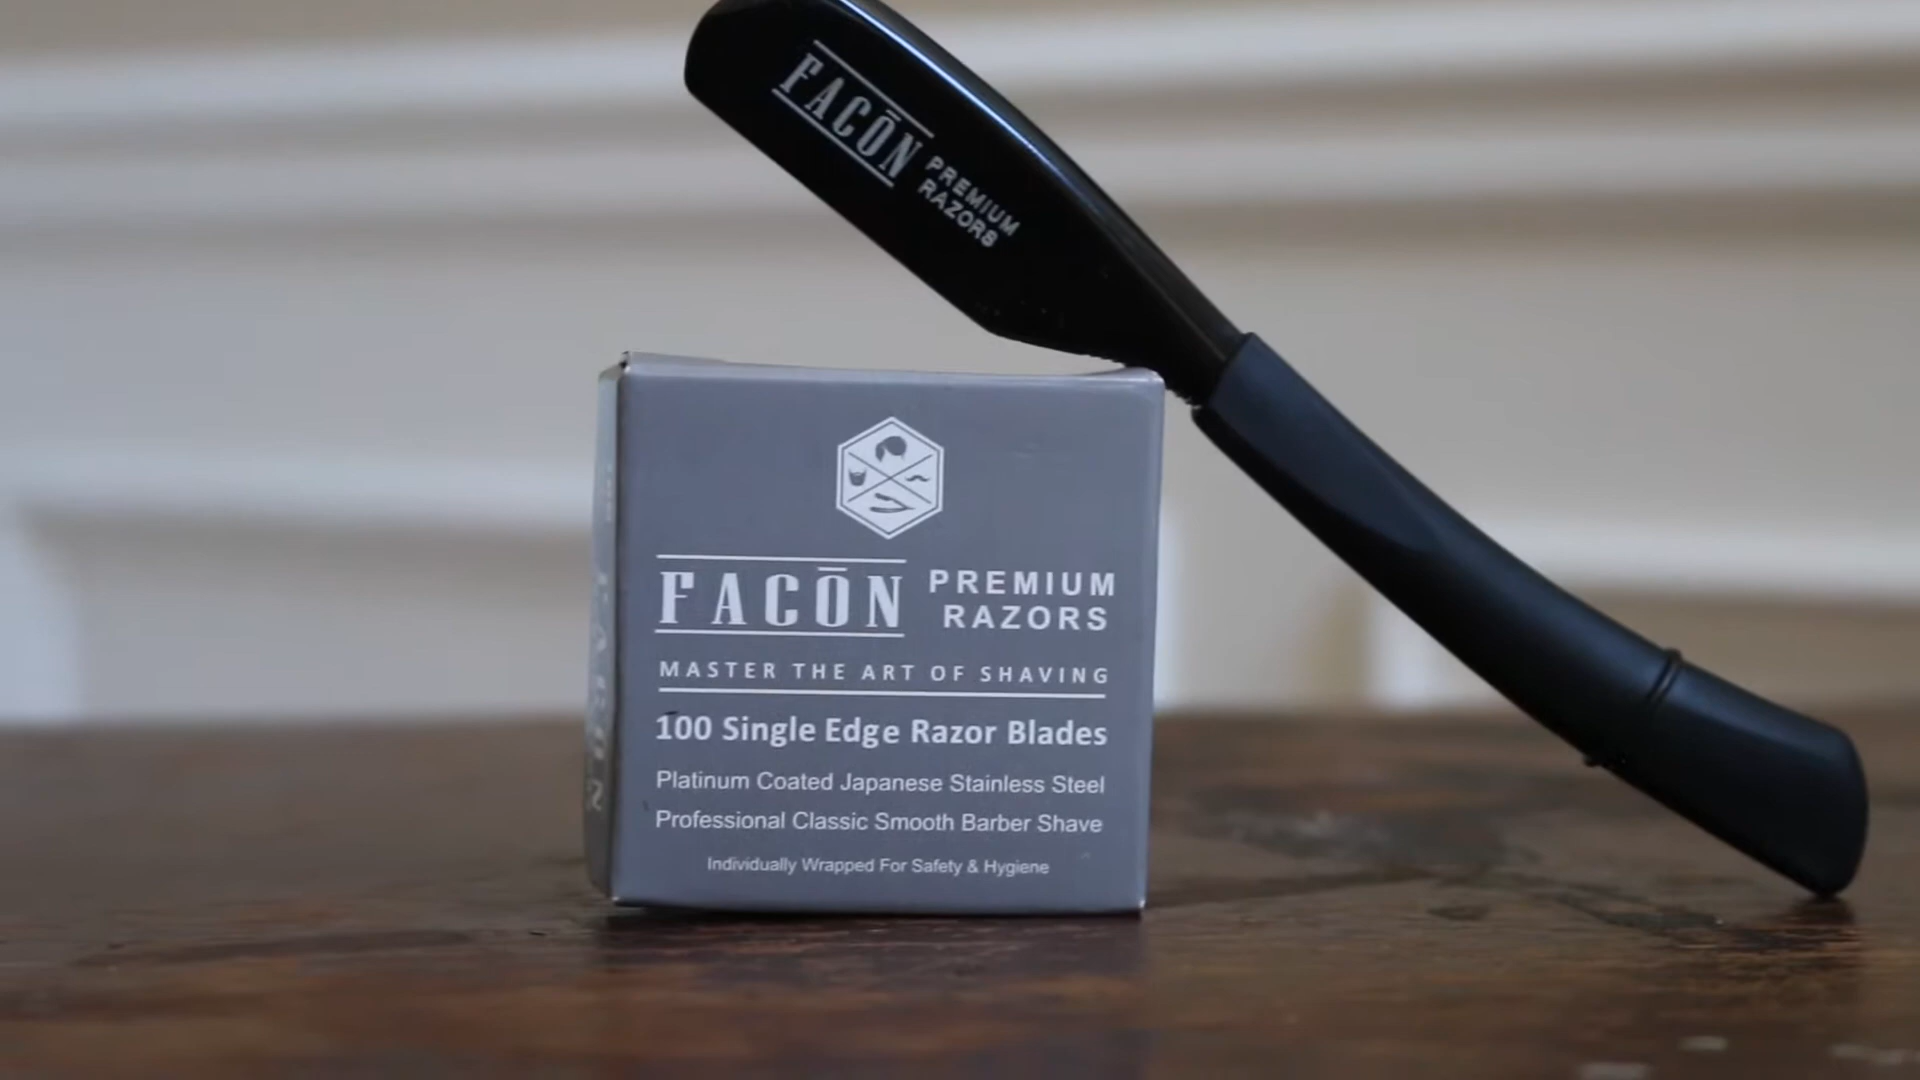 FACŌN
PREMIUM
RAZORS
FACŌN
PREMIUM
RAZORS
MASTER THE ART OF SHAVING
100 Single Edge Razor Blades
Platinum Coated Japanese Stainless Steel
Professional Classic Smooth Barber Shave
Individually Wrapped For Safety & Hygiene